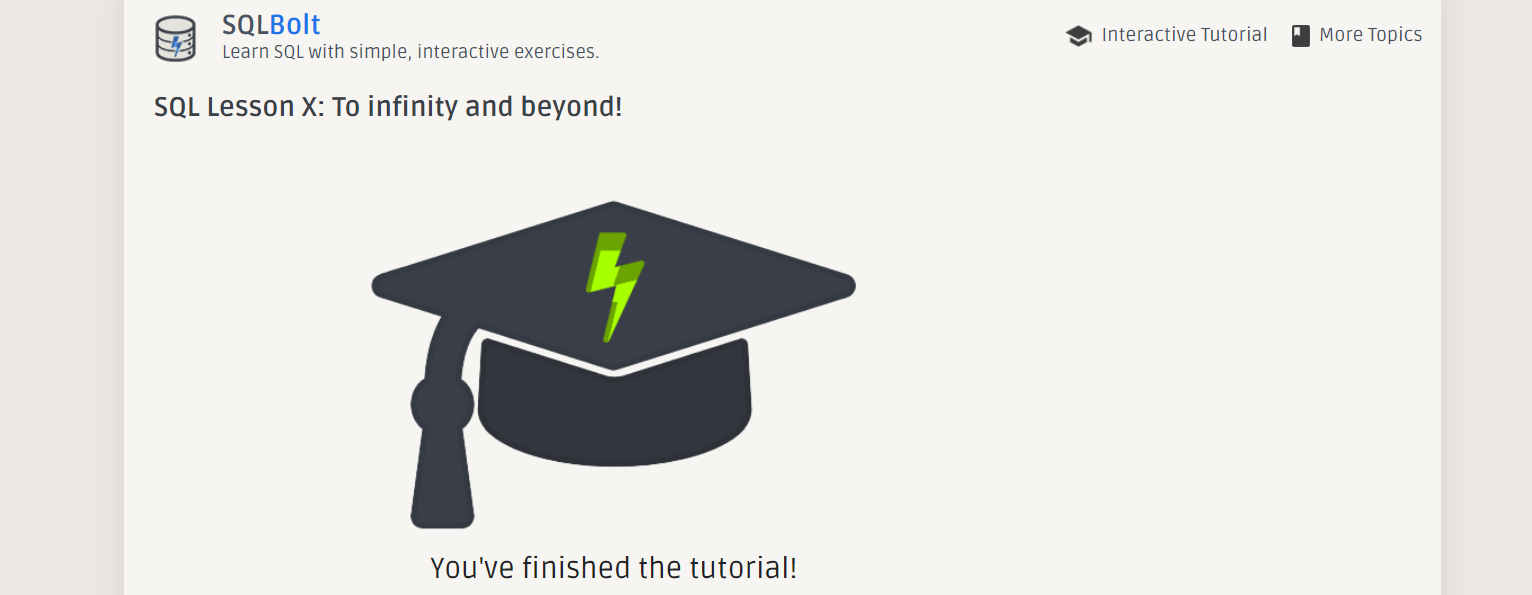 SQLBolt
Learn SQL with simple, interactive exercises.
Interactive Tutorial
More Topics
SQL Lesson X: To infinity and beyond!
You've finished the tutorial!